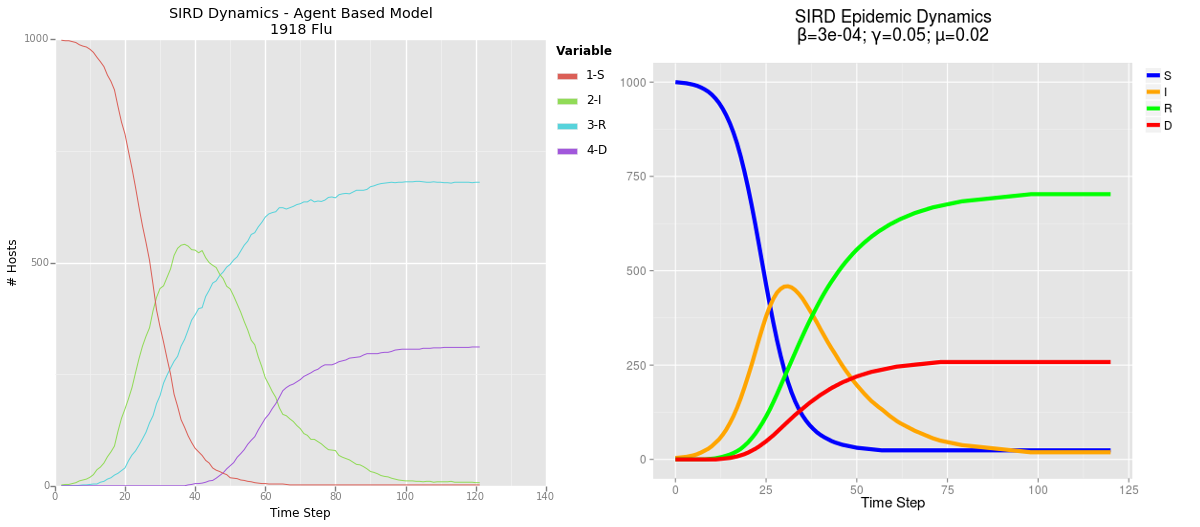 SIRD Dynamics - Agent Based Model
1918 Flu
1000
500
0
# Hosts
0 20 40 60 80 100 120 140
Time Step
Variable
1-S
2-I
3-R
4-D
SIRD Epidemic Dynamics
β=3e-04; γ=0.05; μ=0.02
1000
750
500
250
0
0 25 50 75 100 125
Time Step
S
I
R
D